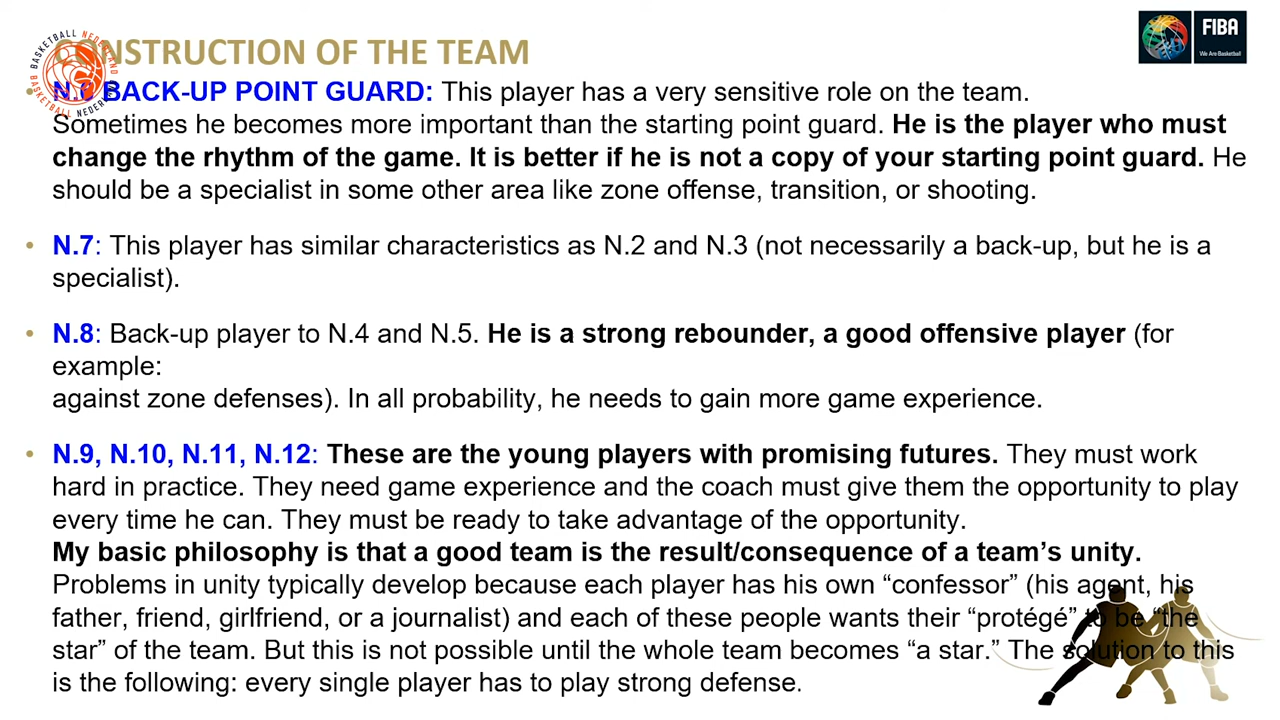 CONSTRUCTION OF THE TEAM
BASKETBALL NEDERLAND
BASKETBALL NEDERLAND
FIBA
We Are Basketball
• N.6 BACK-UP POINT GUARD: This player has a very sensitive role on the team.
Sometimes he becomes more important than the starting point guard. He is the player who must
change the rhythm of the game. It is better if he is not a copy of your starting point guard. He
should be a specialist in some other area like zone offense, transition, or shooting.
• N.7: This player has similar characteristics as N.2 and N.3 (not necessarily a back-up, but he is a
specialist).
• N.8: Back-up player to N.4 and N.5. He is a strong rebounder, a good offensive player (for
example:
against zone defenses). In all probability, he needs to gain more game experience.
• N.9, N.10, N.11, N.12: These are the young players with promising futures. They must work
hard in practice. They need game experience and the coach must give them the opportunity to play
every time he can. They must be ready to take advantage of the opportunity.
My basic philosophy is that a good team is the result/consequence of a team’s unity.
Problems in unity typically develop because each player has his own “confessor” (his agent, his
father, friend, girlfriend, or a journalist) and each of these people wants their “protégé” to be “the
star” of the team. But this is not possible until the whole team becomes “a star.” The solution to this
is the following: every single player has to play strong defense.